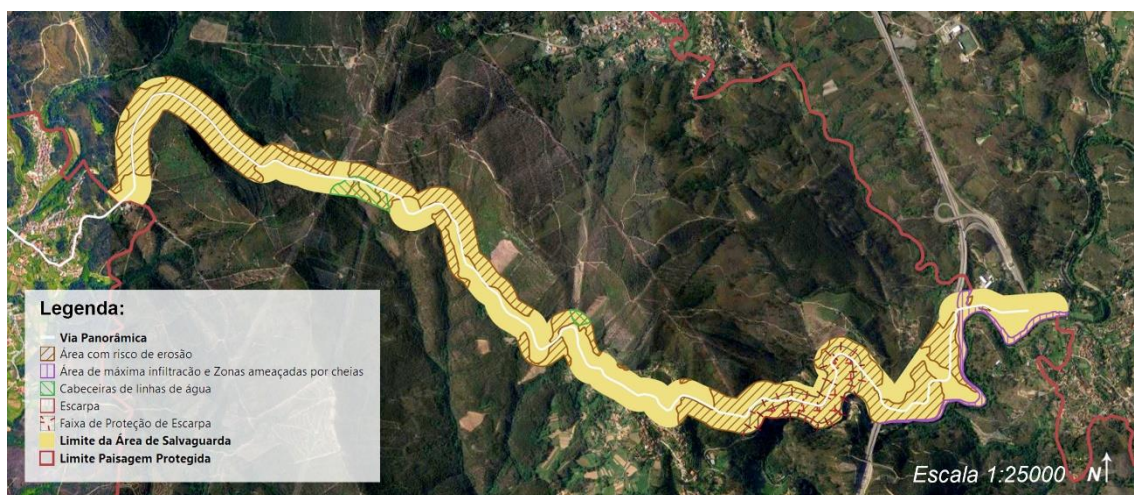 Legenda:
Via Panorâmica
Área com risco de erosão
Área de máxima infiltracão e Zonas ameaçadas por cheias
Cabeceiras de linhas de água
Escarpa
Faixa de Proteção de Escarpa
Limite da Área de Salvaguarda
Limite Paisagem Protegida
Escala 1:25000 N